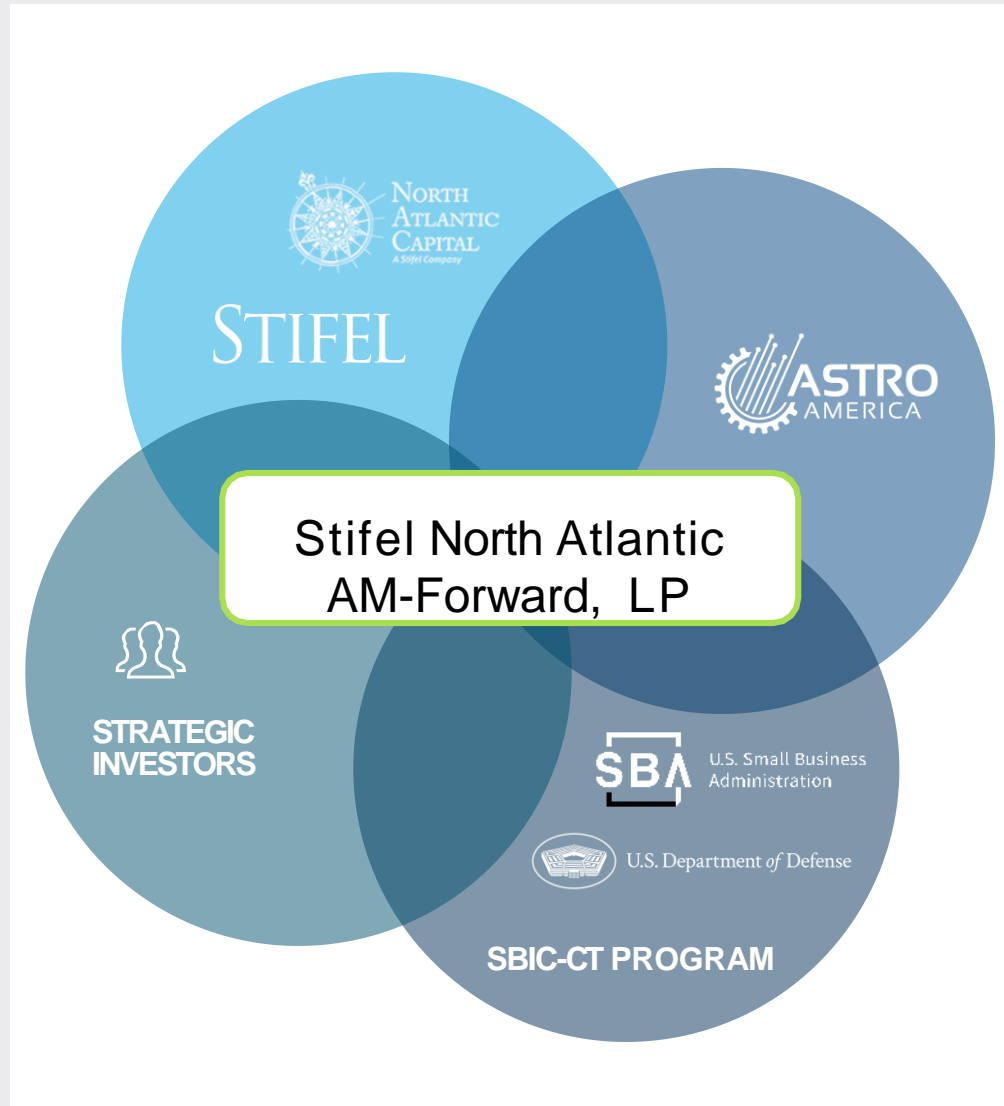 NORTH
ATLANTIC
CAPITAL
A Stifel Company
STIFEL
ASTRO
AMERICA
Stifel North Atlantic
AM-Forward, LP
STRATEGIC
INVESTORS
SBA
U.S. Small Business
Administration
U.S. Department of Defense
SBIC-CT PROGRAM